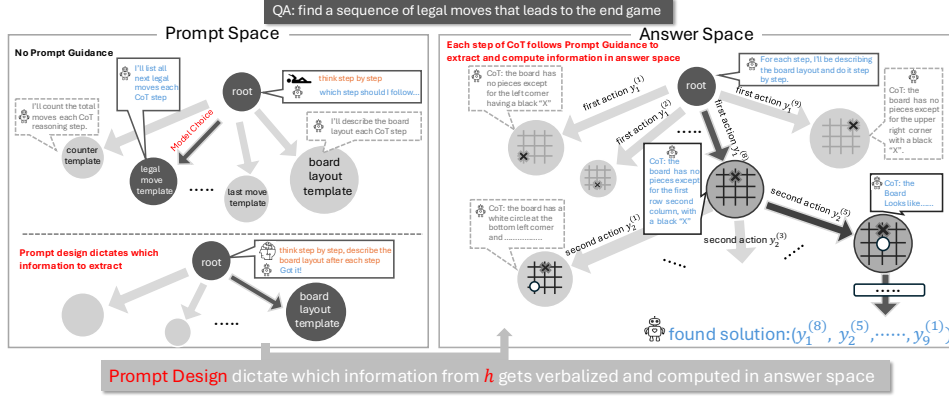 QA: find a sequence of legal moves that leads to the end game
Prompt Space
No Prompt Guidance
I'll list all
next legal
moves each
CoT step
root
think step by step
which step should I follow...
I'll count the total
moves each CoT
reasoning step.
Model Choice
I'll describe the board
layout each CoT step
counter
template
legal
move
template
.....
last move
template
board
layout
template
Prompt design dictates which
information to extract
root
think step by step, describe the
board layout after each step
Got it!
.....
board
layout
template
Answer Space
Each step of CoT follows Prompt Guidance to
extract and compute information in answer space
CoT: the board has
no pieces except
for the left corner
having a black "X"
first action y₁⁽¹⁾
root
For each step, I'll be describing
the board layout and do it step
by step.
first action y₁⁽²⁾
first action y₁⁽⁹⁾
.....
first action y₁⁽⁸⁾
CoT: the
board has no
pieces except
for the upper
right corner
with a black
"X".
CoT: the
board has no
pieces except
for the first
row second
column, with
a black "X"
CoT: the
Board
Looks like......
CoT: the board has a
white circle at the
bottom left corner
and ..................
second action y₂⁽¹⁾
second action y₂⁽⁵⁾
second action y₂⁽³⁾
.....
.....
.....
found solution:(y₁⁽⁸⁾, y₂⁽⁵⁾,······, y₉⁽¹⁾)
Prompt Design dictate which information from h gets verbalized and computed in answer space